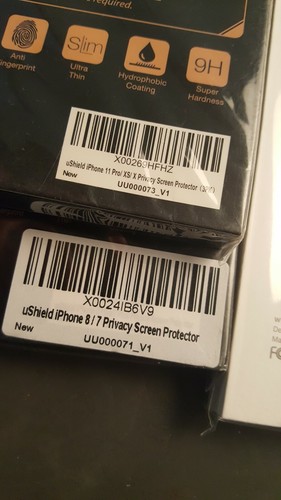 required.
Anti
Fingerprint
Slim
Ultra
Thin
Hydrophobic
Coating
9H
Super
Hardness
uShield iPhone 11 Pro/ XS/ X Privacy Screen Protector
New
UU000073_V1
X0024IB6V9
uShield iPhone 8 / 7 Privacy Screen Protector
New
UU000071_V1